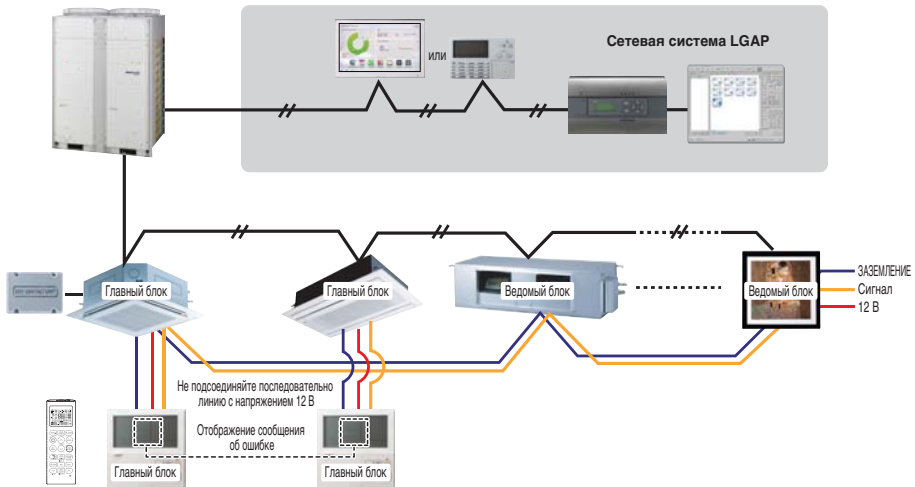 Сетевая система LGAP
или
Главный блок
Главный блок
Ведомый блок
Ведомый блок
ЗАЗЕМЛЕНИЕ
Сигнал
12 В
Не подсоединяйте последовательно
линию с напряжением 12 В
Отображение сообщения
об ошибке
Главный блок
Главный блок